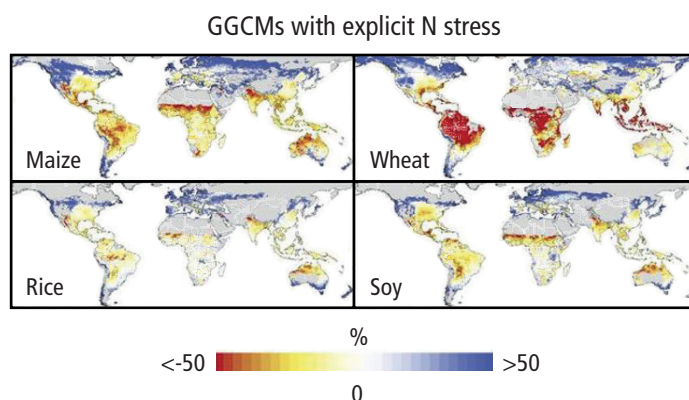 GGCMs with explicit N stress
Maize
Wheat
Rice
Soy
%
<-50
>50
0